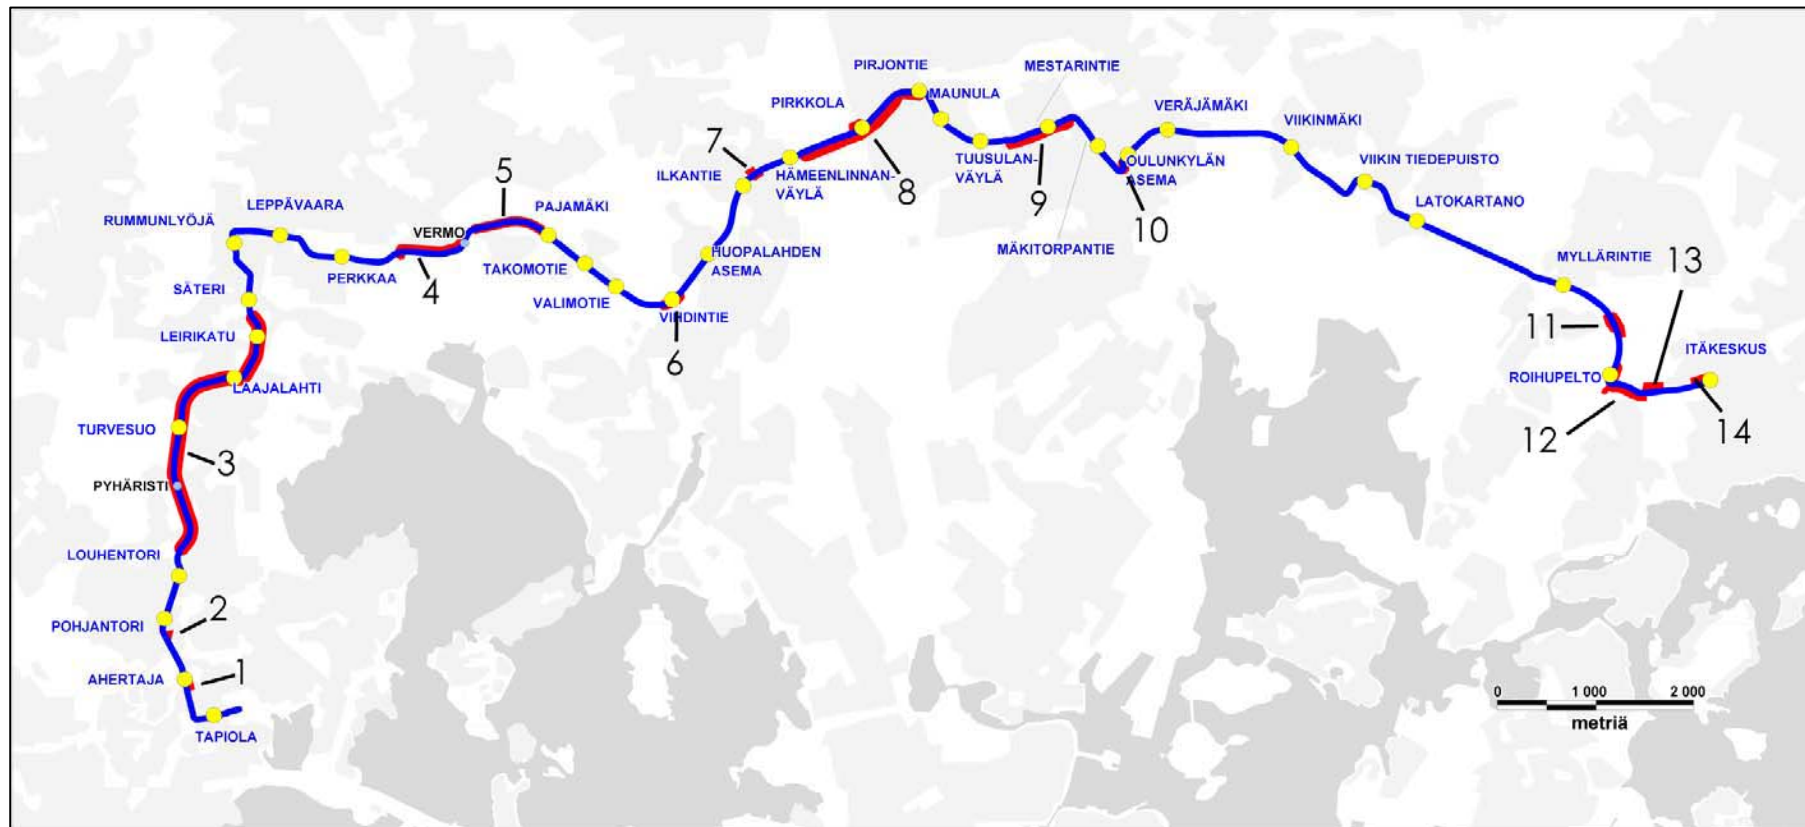 PIRJONTIE
MESTARINTIE
MAUNULA
PIRKKOLA
VERÄJÄMÄKI
VIIKINMÄKI
7
ILKANTIE
HÄMEENLINNAN-
VÄYLÄ
8
TUUSULAN-
VÄYLÄ
9
OULUNKYLÄN
ASEMA
10
VIIKIN TIEDEPUISTO
LATOKARTANO
5
LEPPÄVAARA
RUMMUNLYÖJÄ
PAJAMÄKI
VERMO
PERKKAA
4
TAKOMOTIE
VALIMOTIE
HUOPALAHDEN
ASEMA
VIHDINTIE
6
MÄKITORPANTIE
MYLLÄRINTIE
13
11
ITÄKESKUS
ROIHUPELTO
12
14
SÄTERI
LEIRIKATU
LAAJALAHTI
TURVESUO
3
PYHÄRISTI
LOUHENTORI
2
POHJANTORI
1
AHERTAJA
TAPIOLA
0 1 000 2 000
metriä